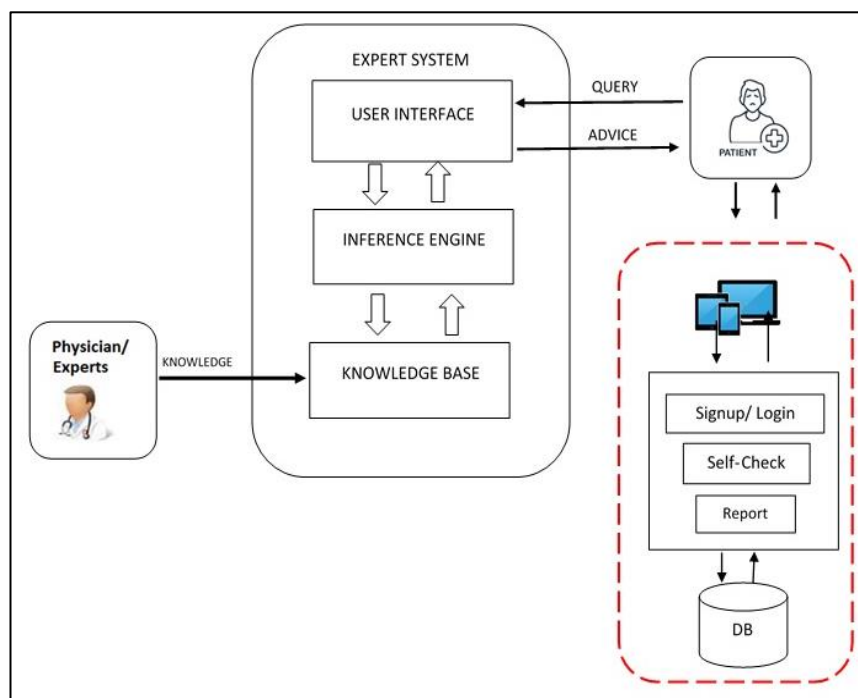 EXPERT SYSTEM
USER INTERFACE
QUERY
ADVICE
PATIENT
INFERENCE ENGINE
Physician/
Experts
KNOWLEDGE
KNOWLEDGE BASE
Signup/ Login
Self-Check
Report
DB